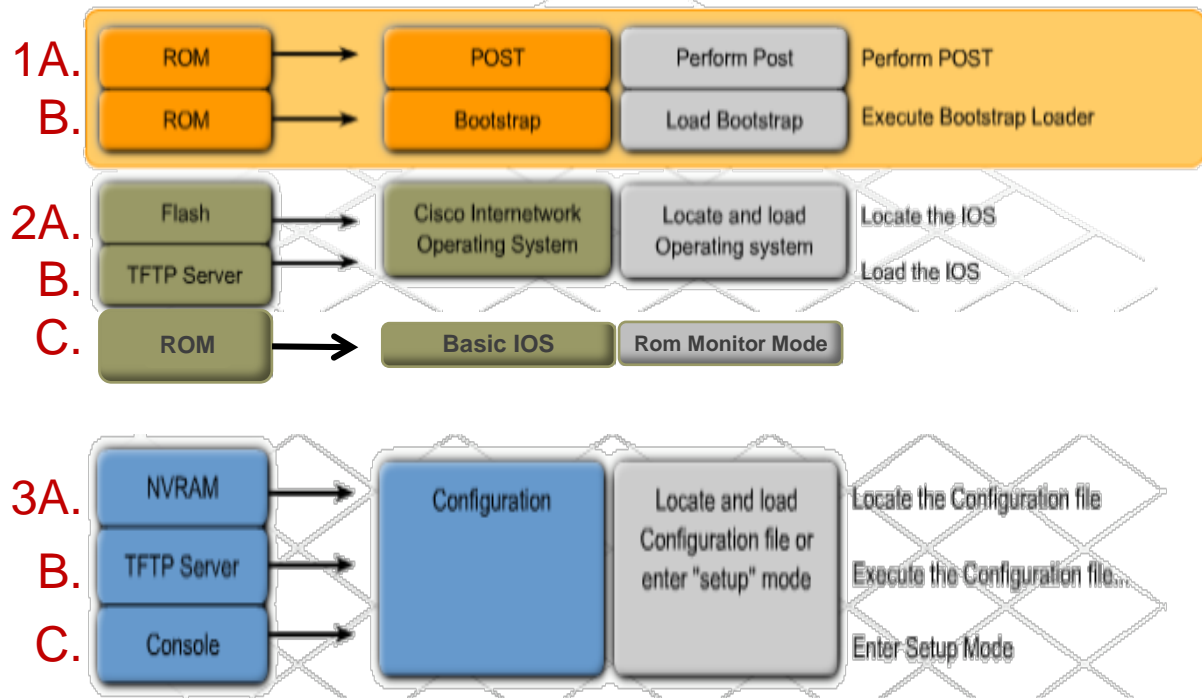 1A. ROM POST Perform Post Perform POST
B. ROM Bootstrap Load Bootstrap Execute Bootstrap Loader
2A. Flash Cisco Internetwork Operating System Locate and load Operating system Locate the IOS
B. TFTP Server Load the IOS
C. ROM Basic IOS Rom Monitor Mode
3A. NVRAM Configuration Locate and load Configuration file or enter "setup" mode Locate the Configuration file
B. TFTP Server Execute the Configuration file...
C. Console Enter Setup Mode